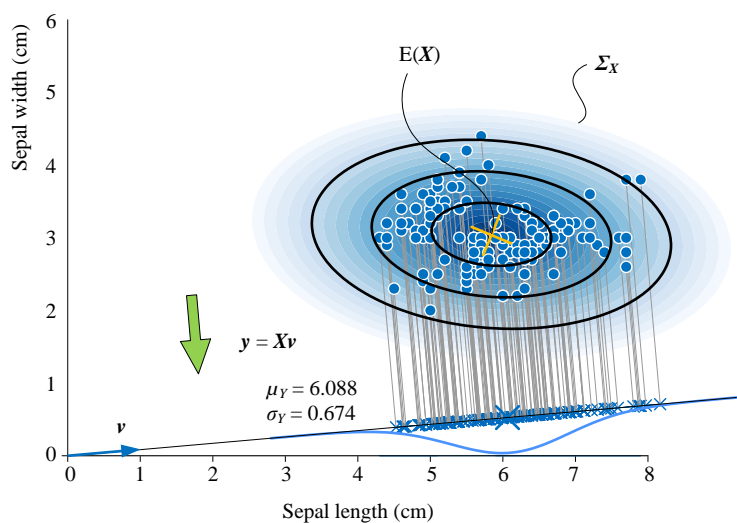 6
5
4
3
2
1
0
Sepal width (cm)
E(X)
Σ_X
y = Xv
μ_Y = 6.088
σ_Y = 0.674
v
0 1 2 3 4 5 6 7 8
Sepal length (cm)